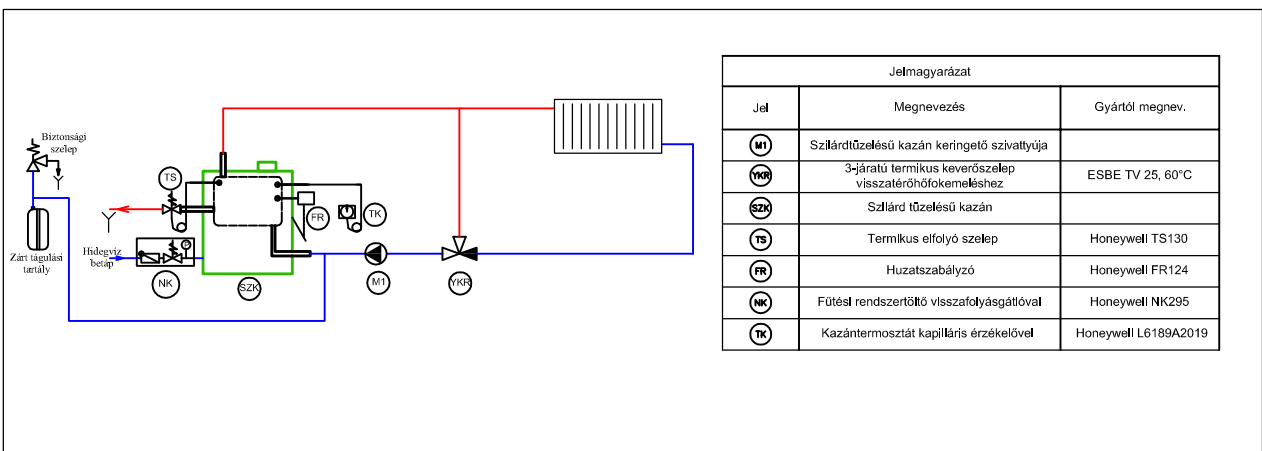 Biztonsági
szelep
TS
FR
TK
Zárt tágulási
tartály
Hidegvíz
betáp
P
NK
SZK
M1
YKR
Jelmagyarázat
Jel Megnevezés Gyártól megnev.
M1 Szilárdtüzelésű kazán keringető szivattyúja
YKR 3-járatú termikus keverőszelep
visszatérőhőfokemeléshez ESBE TV 25, 60°C
SZK Szilárd tüzelésű kazán
TS Termikus elfolyó szelep Honeywell TS130
FR Huzatszabályzó Honeywell FR124
NK Fűtési rendszertöltő visszafolyásgátlóval Honeywell NK295
TK Kazántermosztát kapilláris érzékelővel Honeywell L6189A2019